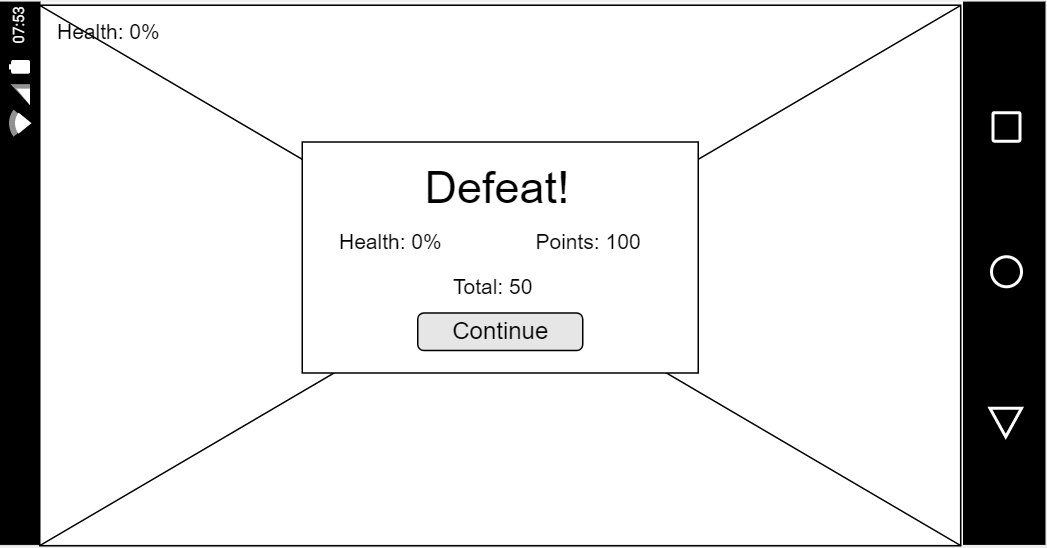 07:53
Health: 0%
Defeat!
Health: 0% Points: 100
Total: 50
Continue